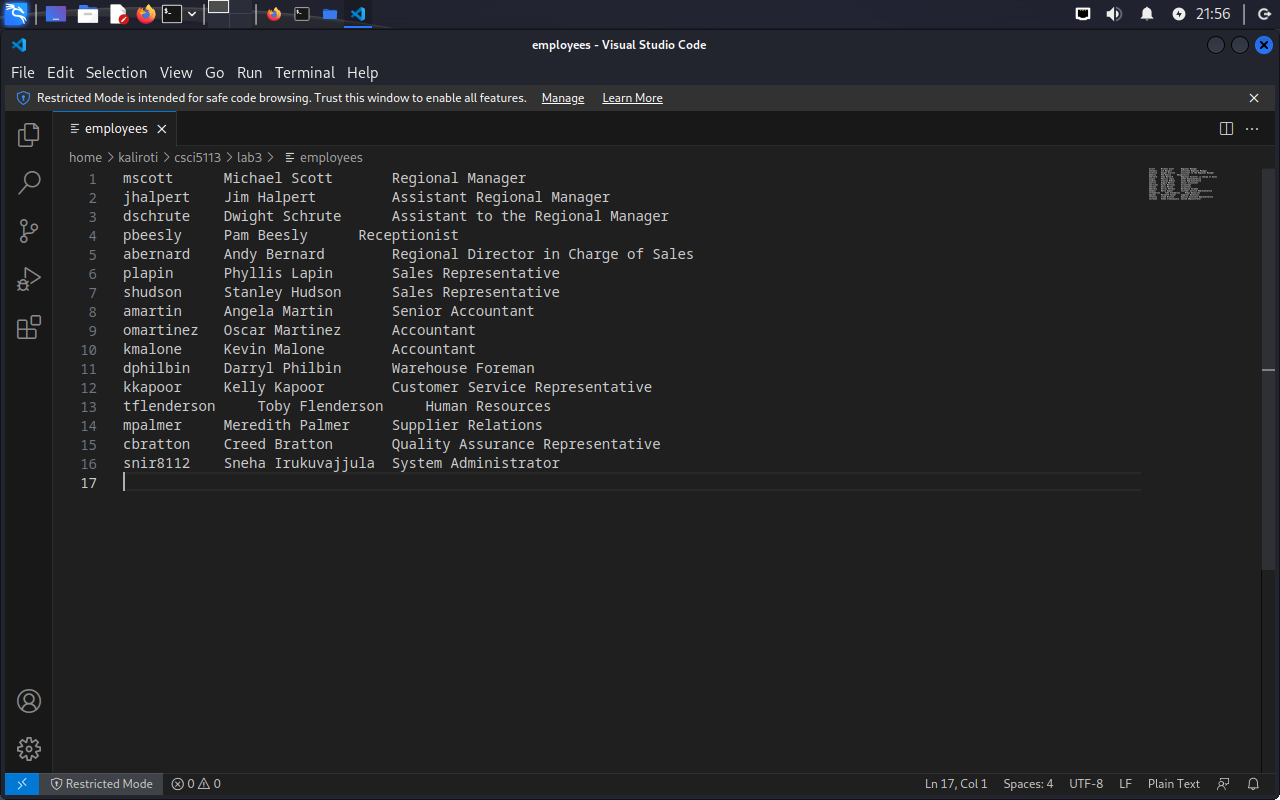 21:56
employees - Visual Studio Code
File Edit Selection View Go Run Terminal Help
Restricted Mode is intended for safe code browsing. Trust this window to enable all features. Manage Learn More
employees
home > kaliroti > csci5113 > lab3 > employees
1 mscott Michael Scott Regional Manager
2 jhalpert Jim Halpert Assistant Regional Manager
3 dschrute Dwight Schrute Assistant to the Regional Manager
4 pbeesly Pam Beesly Receptionist
5 abernard Andy Bernard Regional Director in Charge of Sales
6 plapin Phyllis Lapin Sales Representative
7 shudson Stanley Hudson Sales Representative
8 amartin Angela Martin Senior Accountant
9 omartinez Oscar Martinez Accountant
10 kmalone Kevin Malone Accountant
11 dphilbin Darryl Philbin Warehouse Foreman
12 kkapoor Kelly Kapoor Customer Service Representative
13 tflenderson Toby Flenderson Human Resources
14 mpalmer Meredith Palmer Supplier Relations
15 cbratton Creed Bratton Quality Assurance Representative
16 snir8112 Sneha Irukuvajjula System Administrator
17
Restricted Mode 0 0 Ln 17, Col 1 Spaces: 4 UTF-8 LF Plain Text